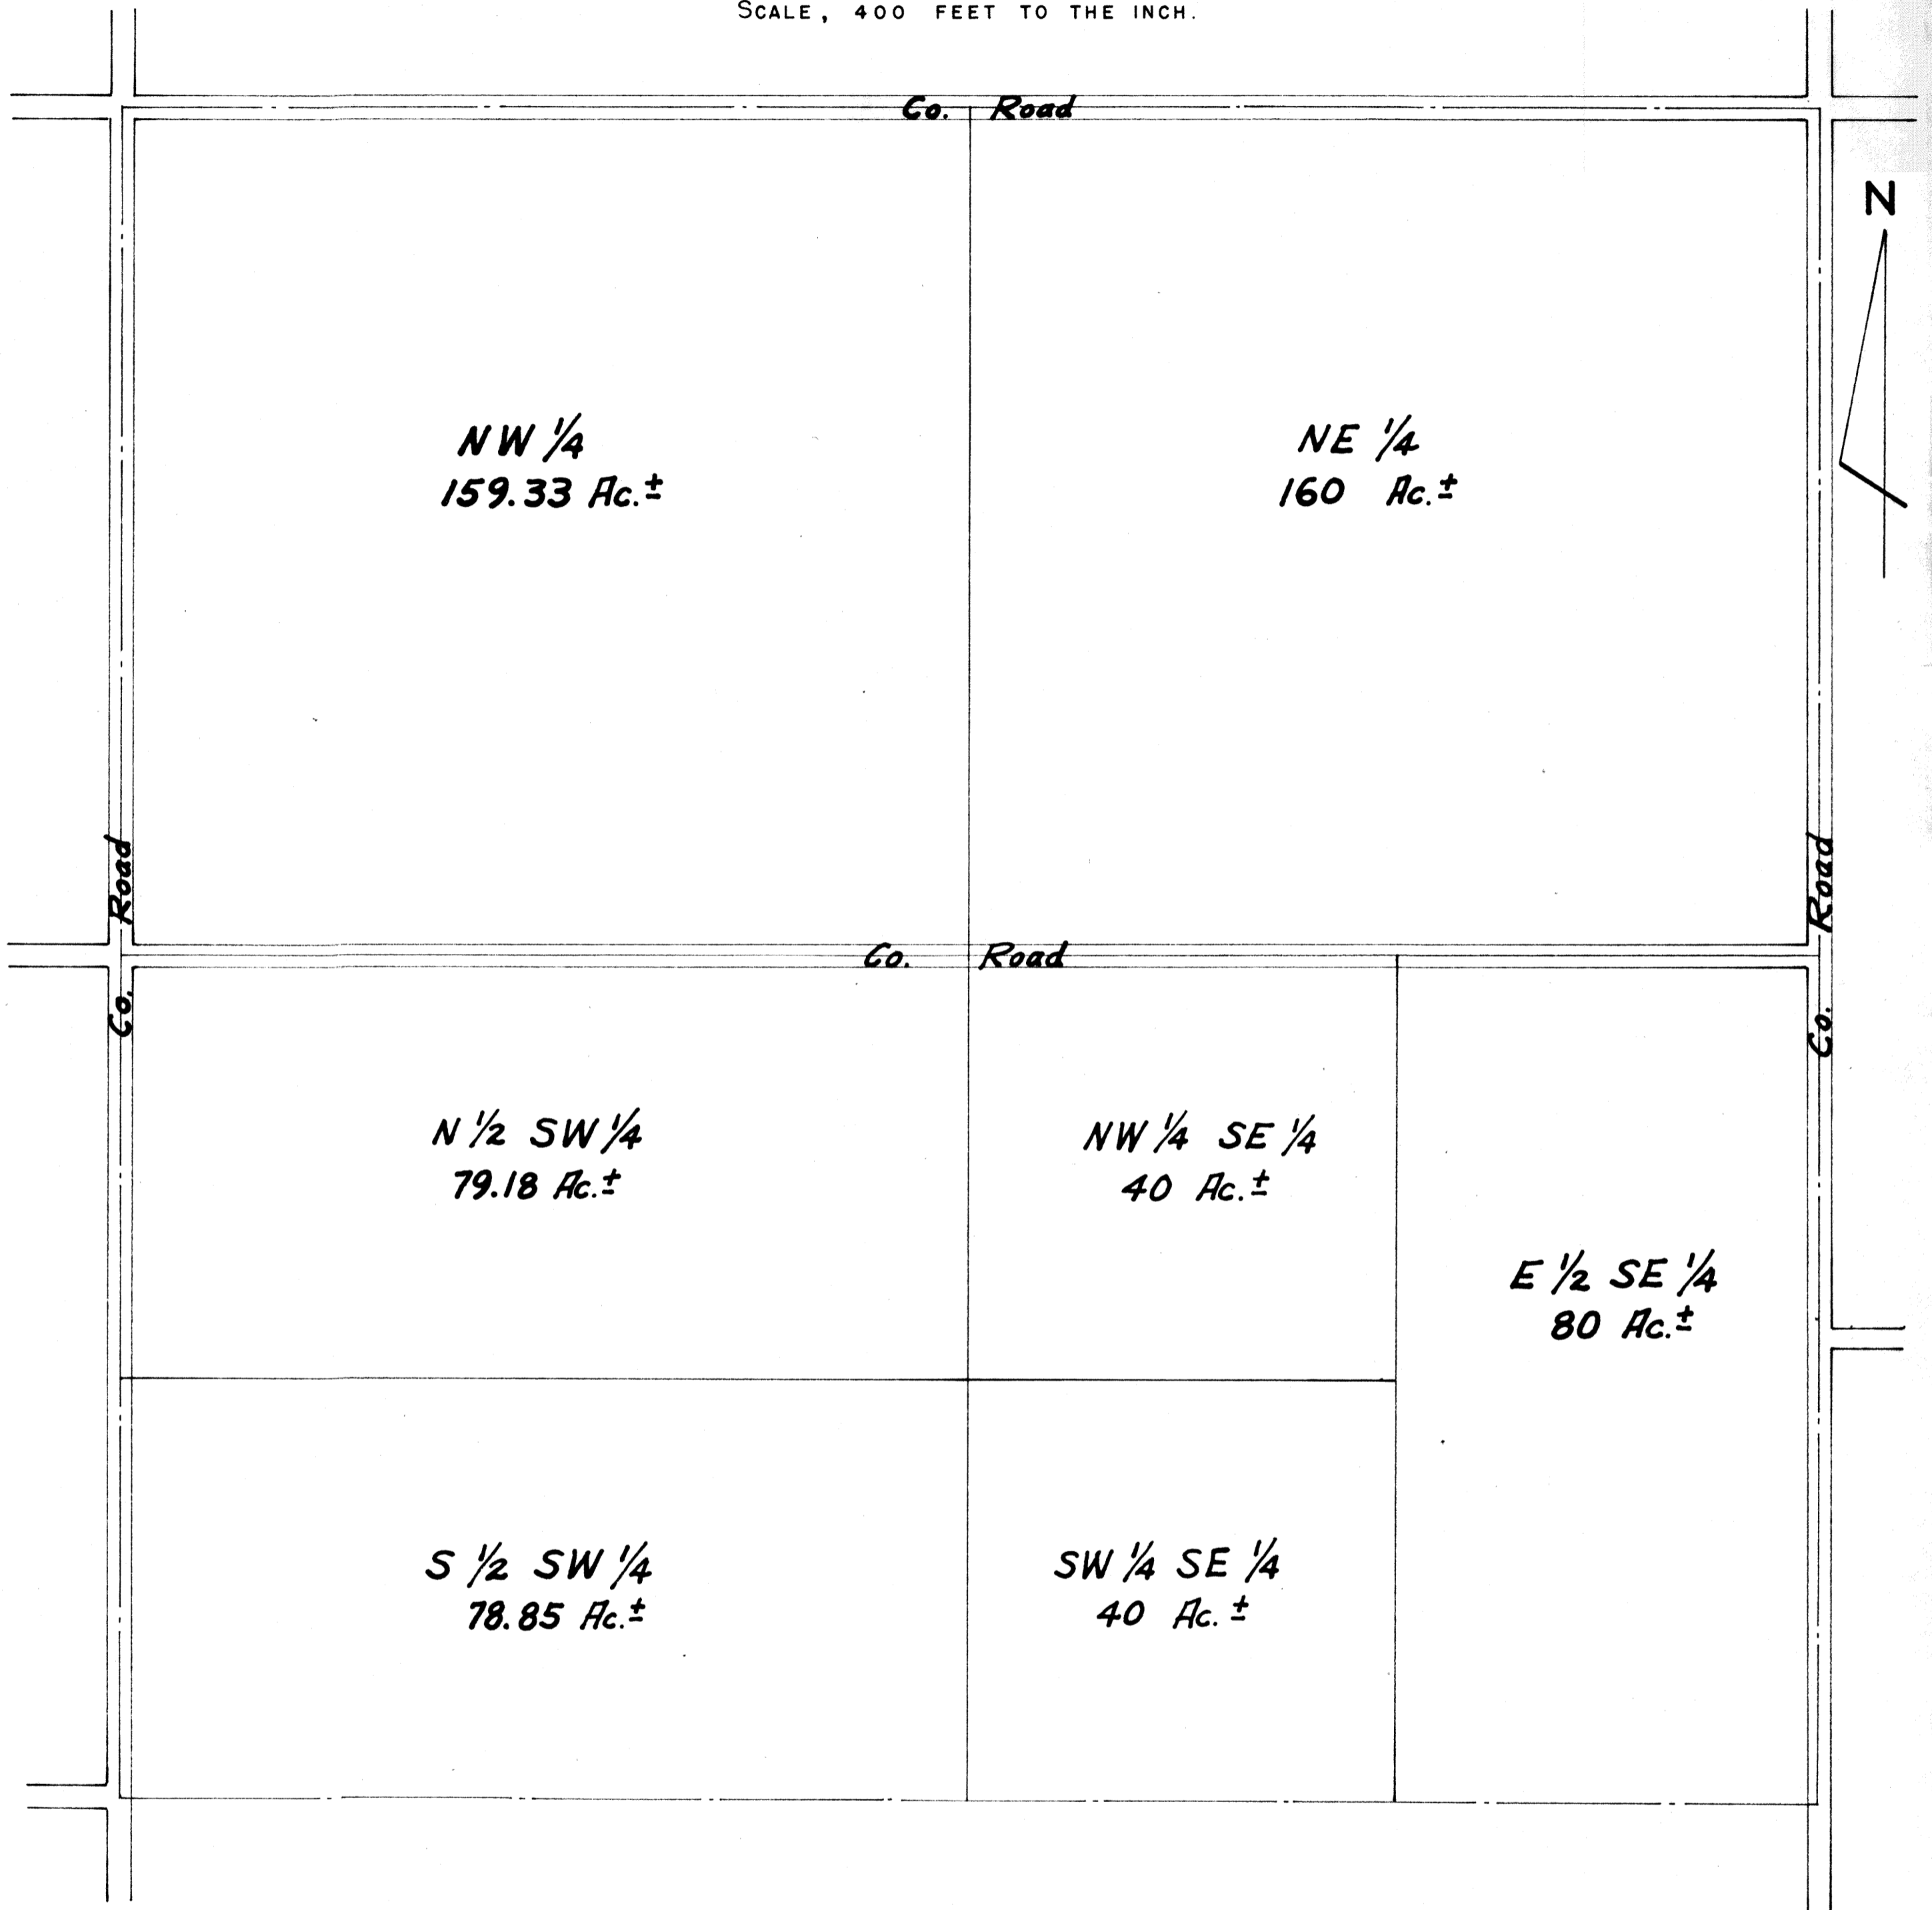 SCALE, 400 FEET TO THE INCH.
Co. Road
N
NW 1/4
159.33 Ac.±
NE 1/4
160 Ac.±
Co. Road
Co. Road
Co. Road
N 1/2 SW 1/4
79.18 Ac.±
NW 1/4 SE 1/4
40 Ac.±
E 1/2 SE 1/4
80 Ac.±
S 1/2 SW 1/4
78.85 Ac.±
SW 1/4 SE 1/4
40 Ac.±